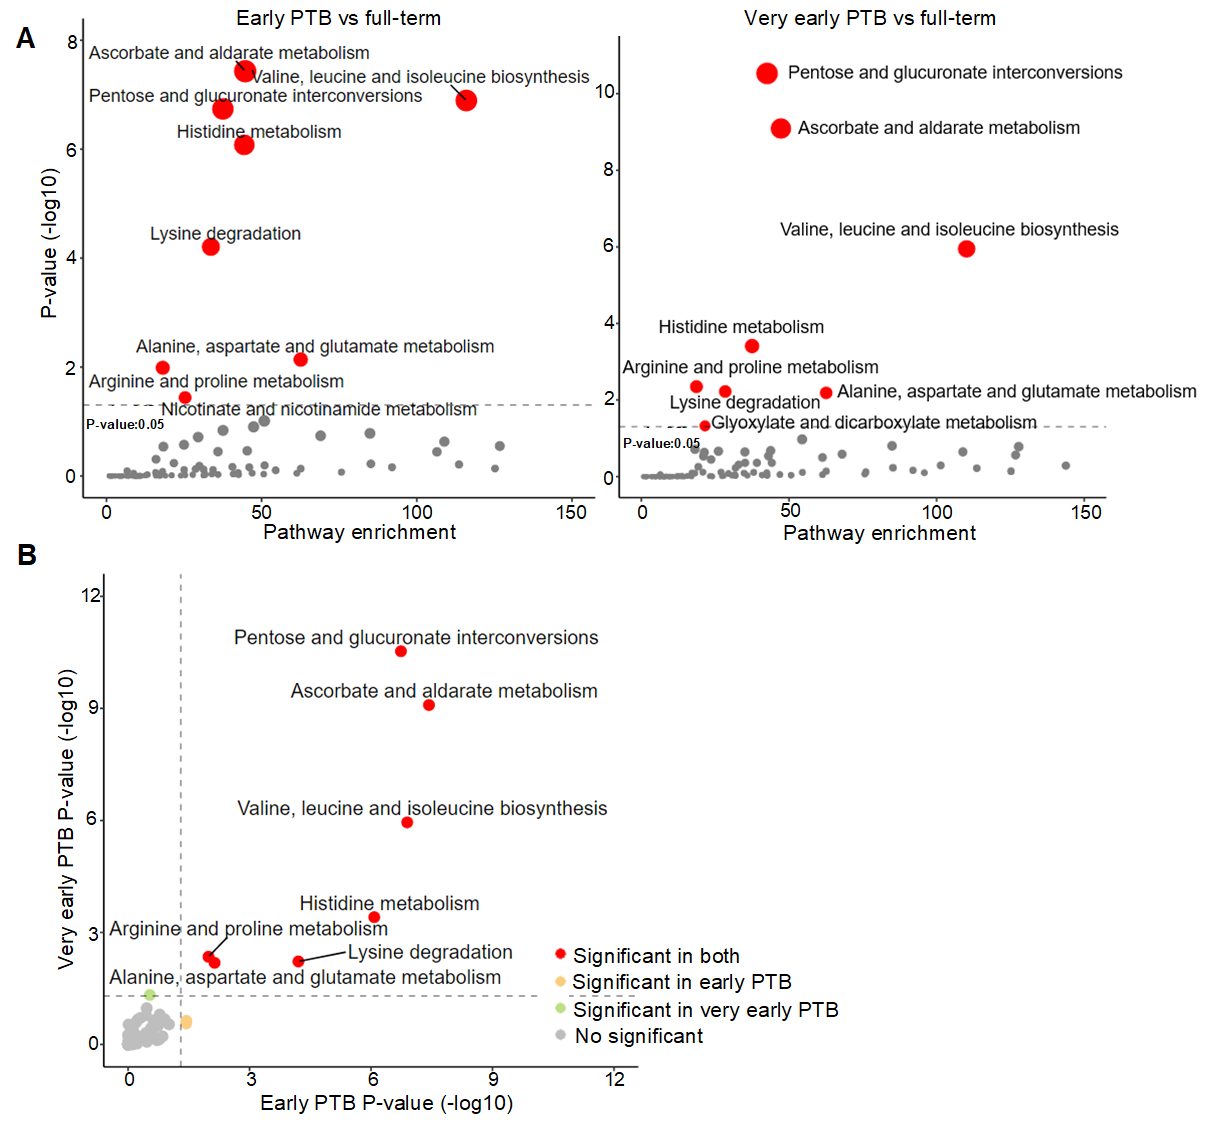 A
Early PTB vs full-term
Very early PTB vs full-term
8
Ascorbate and aldarate metabolism
Valine, leucine and isoleucine biosynthesis
Pentose and glucuronate interconversions
Histidine metabolism
6
Lysine degradation
4
Alanine, aspartate and glutamate metabolism
2
Arginine and proline metabolism
Nicotinate and nicotinamide metabolism
P-value:0.05
0
P-value (-log10)
0
50
100
150
Pathway enrichment
Pentose and glucuronate interconversions
10
Ascorbate and aldarate metabolism
8
Valine, leucine and isoleucine biosynthesis
6
4
Histidine metabolism
Arginine and proline metabolism
Alanine, aspartate and glutamate metabolism
2
Lysine degradation
Glyoxylate and dicarboxylate metabolism
P-value:0.05
0
0
50
100
150
Pathway enrichment
B
12
Pentose and glucuronate interconversions
Ascorbate and aldarate metabolism
9
Valine, leucine and isoleucine biosynthesis
6
Histidine metabolism
Arginine and proline metabolism
3
Lysine degradation
Alanine, aspartate and glutamate metabolism
0
Very early PTB P-value (-log10)
Significant in both
Significant in early PTB
Significant in very early PTB
No significant
0
3
6
9
12
Early PTB P-value (-log10)